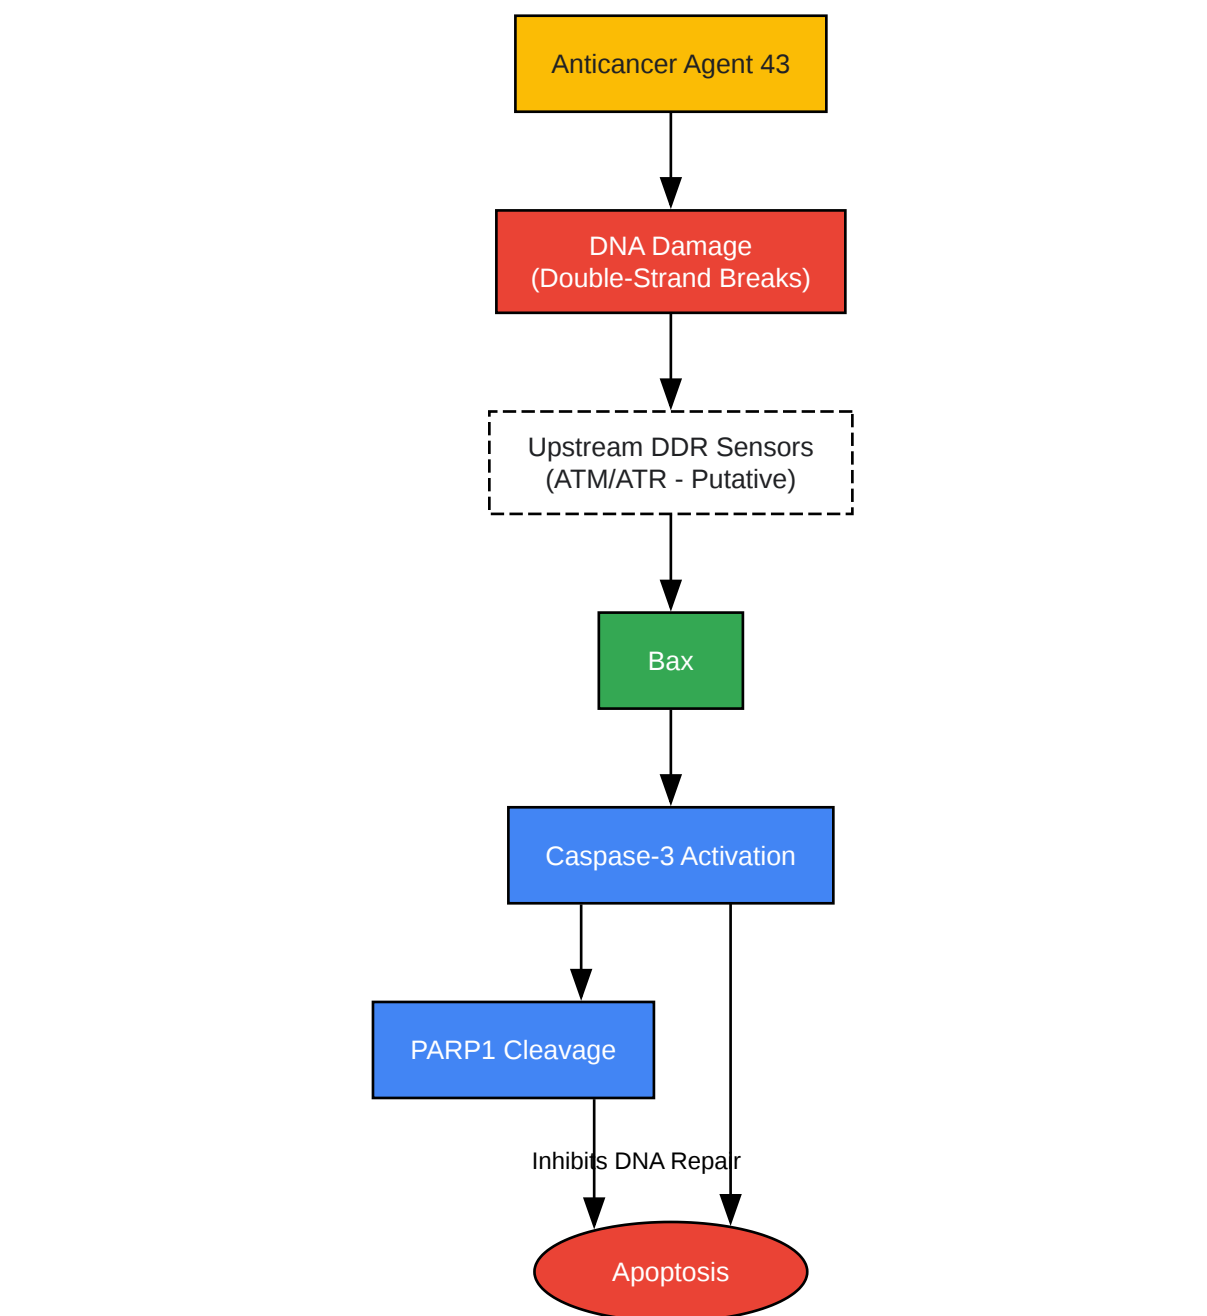 Anticancer Agent 43
DNA Damage
(Double-Strand Breaks)
Upstream DDR Sensors
(ATM/ATR - Putative)
Bax
Caspase-3 Activation
PARP1 Cleavage
Inhibits DNA Repair
Apoptosis